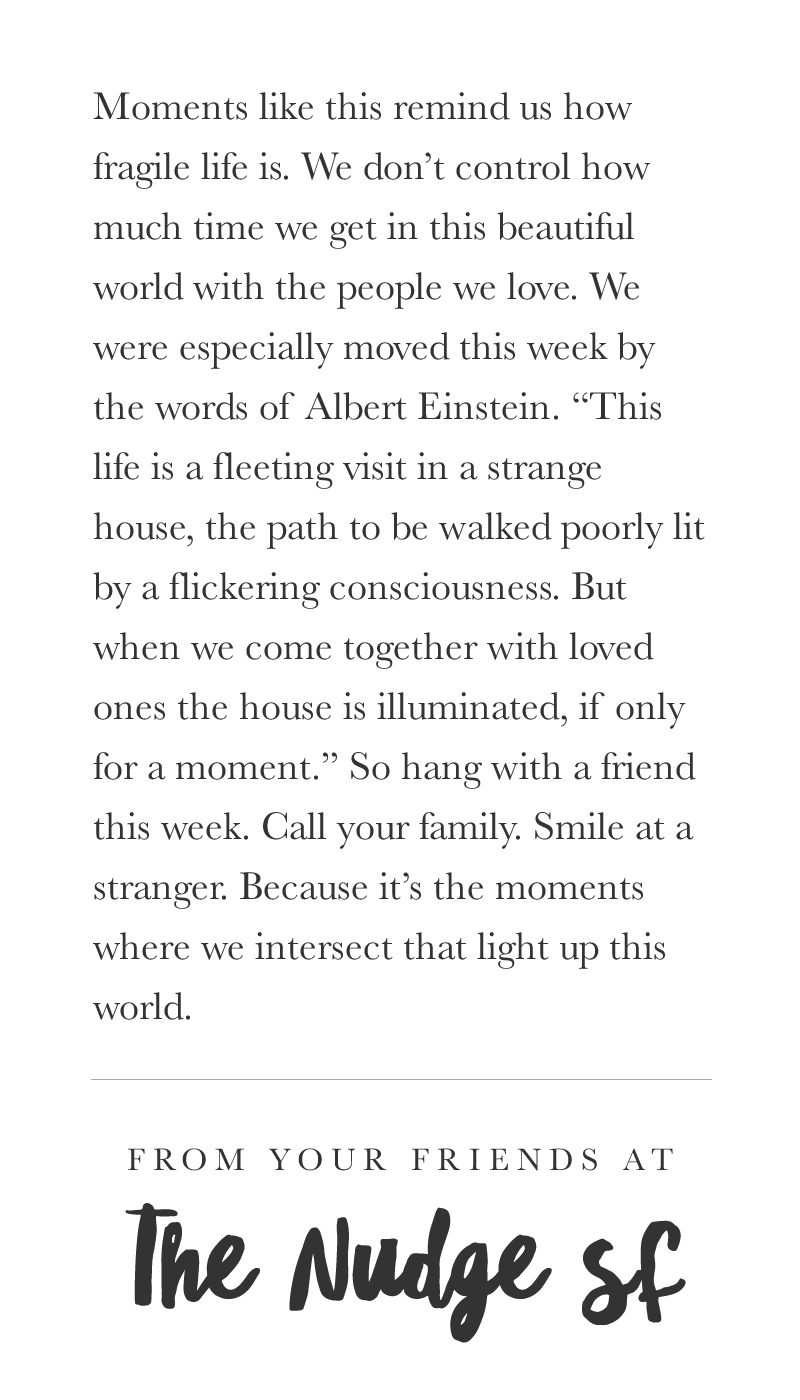 Moments like this remind us how
fragile life is. We don’t control how
much time we get in this beautiful
world with the people we love. We
were especially moved this week by
the words of Albert Einstein. “This
life is a fleeting visit in a strange
house, the path to be walked poorly lit
by a flickering consciousness. But
when we come together with loved
ones the house is illuminated, if only
for a moment.” So hang with a friend
this week. Call your family. Smile at a
stranger. Because it’s the moments
where we intersect that light up this
world.
FROM YOUR FRIENDS AT
The Nudge sf